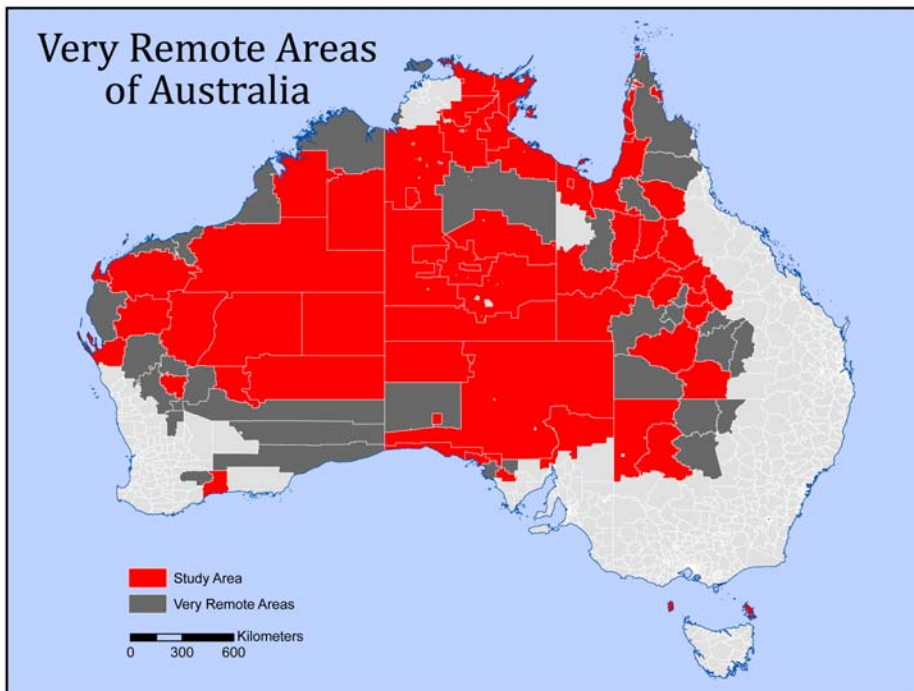 Very Remote Areas
of Australia
Study Area
Very Remote Areas
Kilometers
0 300 600